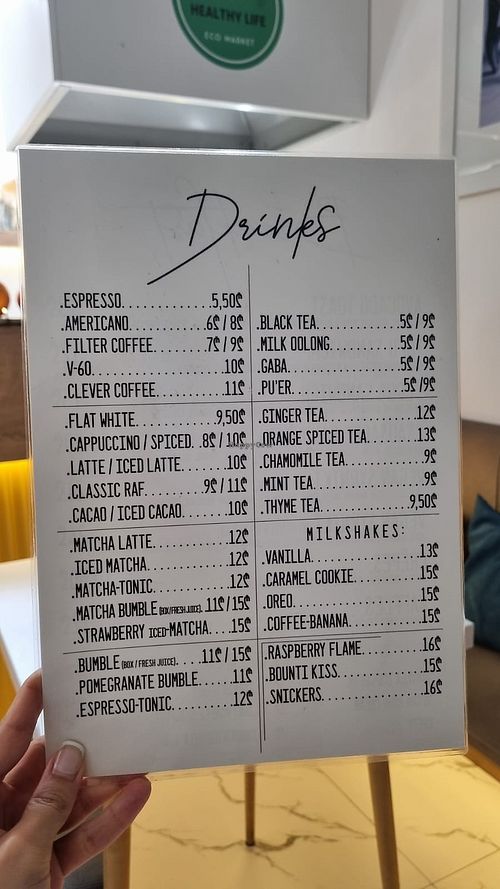 HEALTHY LIFE
ECO MARKET
Drinks
.ESPRESSO..............5,50₾
.AMERICANO............6₾ / 8₾
.FILTER COFFEE........7₾ / 9₾
.V-60......................10₾
.CLEVER COFFEE..........11₾
.FLAT WHITE.............9,50₾
.CAPPUCCINO / SPICED. .8₾ / 10₾
.LATTE / ICED LATTE.......10₾
.CLASSIC RAF.........9₾ / 11₾
.CACAO / ICED CACAO......10₾
.MATCHA LATTE............12₾
.ICED MATCHA.............12₾
.MATCHA-TONIC............12₾
.MATCHA BUMBLE (BOX/FRESH JUICE). .11₾ / 15₾
.STRAWBERRY ICED-MATCHA....15₾
.BUMBLE (BOX / FRESH JUICE)....11₾ / 15₾
.POMEGRANATE BUMBLE......11₾
.ESPRESSO-TONIC..........12₾
.BLACK TEA............5₾ / 9₾
.MILK OOLONG..........5₾ / 9₾
.GABA.................5₾ / 9₾
.PU'ER................5₾ /9₾
.GINGER TEA..............12₾
.ORANGE SPICED TEA.......13₾
.CHAMOMILE TEA............9₾
.MINT TEA.................9₾
.THYME TEA.............9,50₾
MILKSHAKES:
.VANILLA.................13₾
.CARAMEL COOKIE..........15₾
.OREO....................15₾
.COFFEE-BANANA...........15₾
.RASPBERRY FLAME.........16₾
.BOUNTI KISS.............15₾
.SNICKERS................16₾